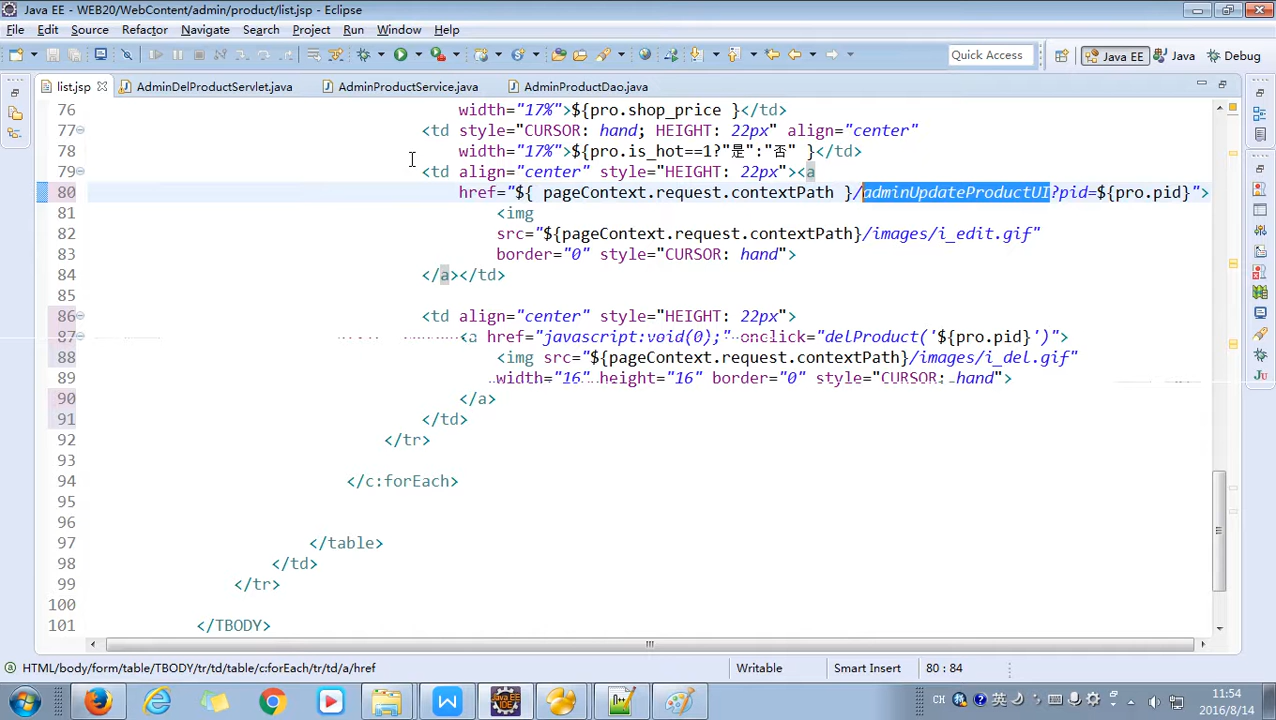 Java EE - WEB20/WebContent/admin/product/list.jsp - Eclipse
File Edit Source Refactor Navigate Search Project Run Window Help
Quick Access Java EE Java Debug
list.jsp AdminDelProductServlet.java AdminProductService.java AdminProductDao.java
76 width="17%">${pro.shop_price }</td>
77 <td style="CURSOR: hand; HEIGHT: 22px" align="center"
78 width="17%">${pro.is_hot==1?"是":"否" }</td>
79 <td align="center" style="HEIGHT: 22px"><a
80 href="${ pageContext.request.contextPath }/adminUpdateProductUI?pid=${pro.pid}">
81 <img
82 src="${pageContext.request.contextPath}/images/i_edit.gif"
83 border="0" style="CURSOR: hand">
84 </a></td>
85
86 <td align="center" style="HEIGHT: 22px">
87 <a href="javascript:void(0);" onclick="delProduct('${pro.pid}')">
88 <img src="${pageContext.request.contextPath}/images/i_del.gif"
89 width="16" height="16" border="0" style="CURSOR: hand">
90 </a>
91 </td>
92 </tr>
93
94 </c:forEach>
95
96
97 </table>
98 </td>
99 </tr>
100
101 </TBODY>
HTML/body/form/table/TBODY/tr/td/table/c:forEach/tr/td/a/href Writable Smart Insert 80 : 84
CH 英 11:54
2016/8/14